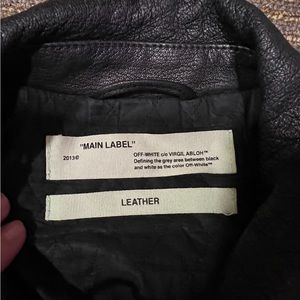 "MAIN LABEL"
2013©
OFF-WHITE c/o VIRGIL ABLOH™
Defining the grey area between black
and white as the color Off-White™
LEATHER